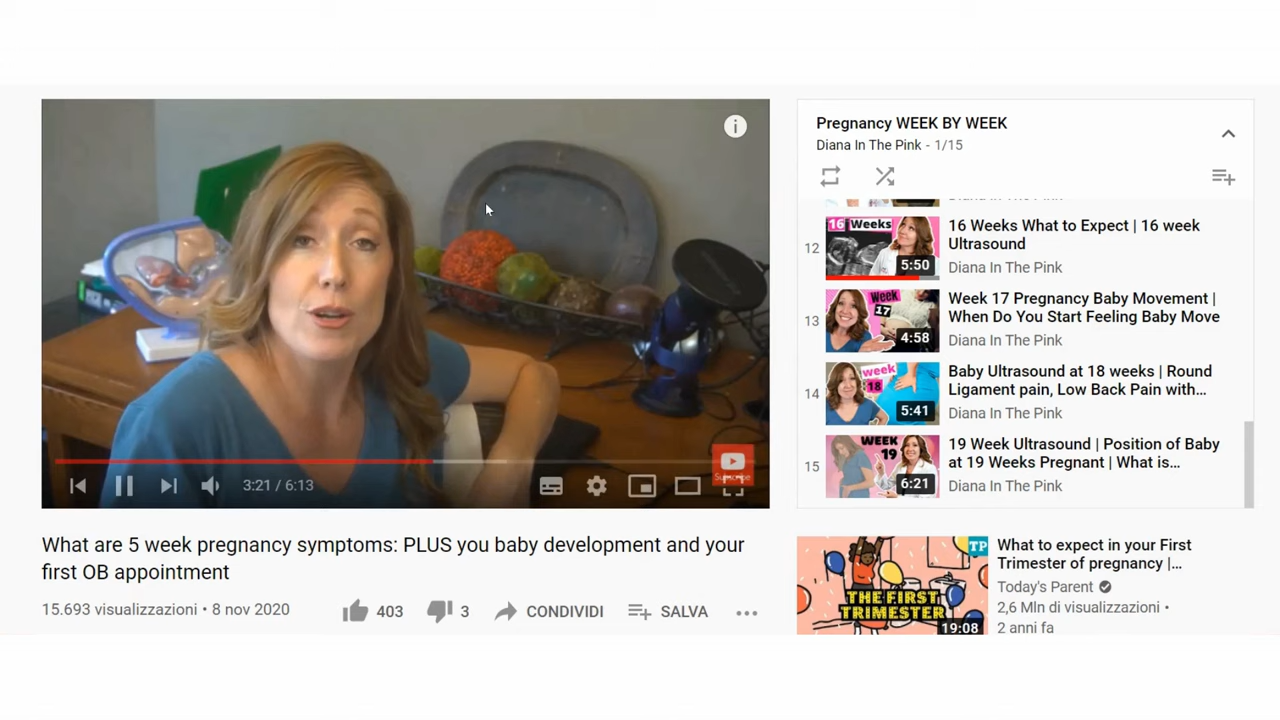 Subscribe
3:21 / 6:13
What are 5 week pregnancy symptoms: PLUS you baby development and your
first OB appointment
15.693 visualizzazioni • 8 nov 2020
403
3
CONDIVIDI
SALVA
Pregnancy WEEK BY WEEK
Diana In The Pink - 1/15
12
16 Weeks
5:50
16 Weeks What to Expect | 16 week
Ultrasound
Diana In The Pink
13
Week
17
4:58
Week 17 Pregnancy Baby Movement |
When Do You Start Feeling Baby Move
Diana In The Pink
14
week
18
5:41
Baby Ultrasound at 18 weeks | Round
Ligament pain, Low Back Pain with...
Diana In The Pink
15
WEEK
19
6:21
19 Week Ultrasound | Position of Baby
at 19 Weeks Pregnant | What is...
Diana In The Pink
TP
THE FIRST
TRIMESTER
19:08
What to expect in your First
Trimester of pregnancy |...
Today's Parent
2,6 Mln di visualizzazioni •
2 anni fa